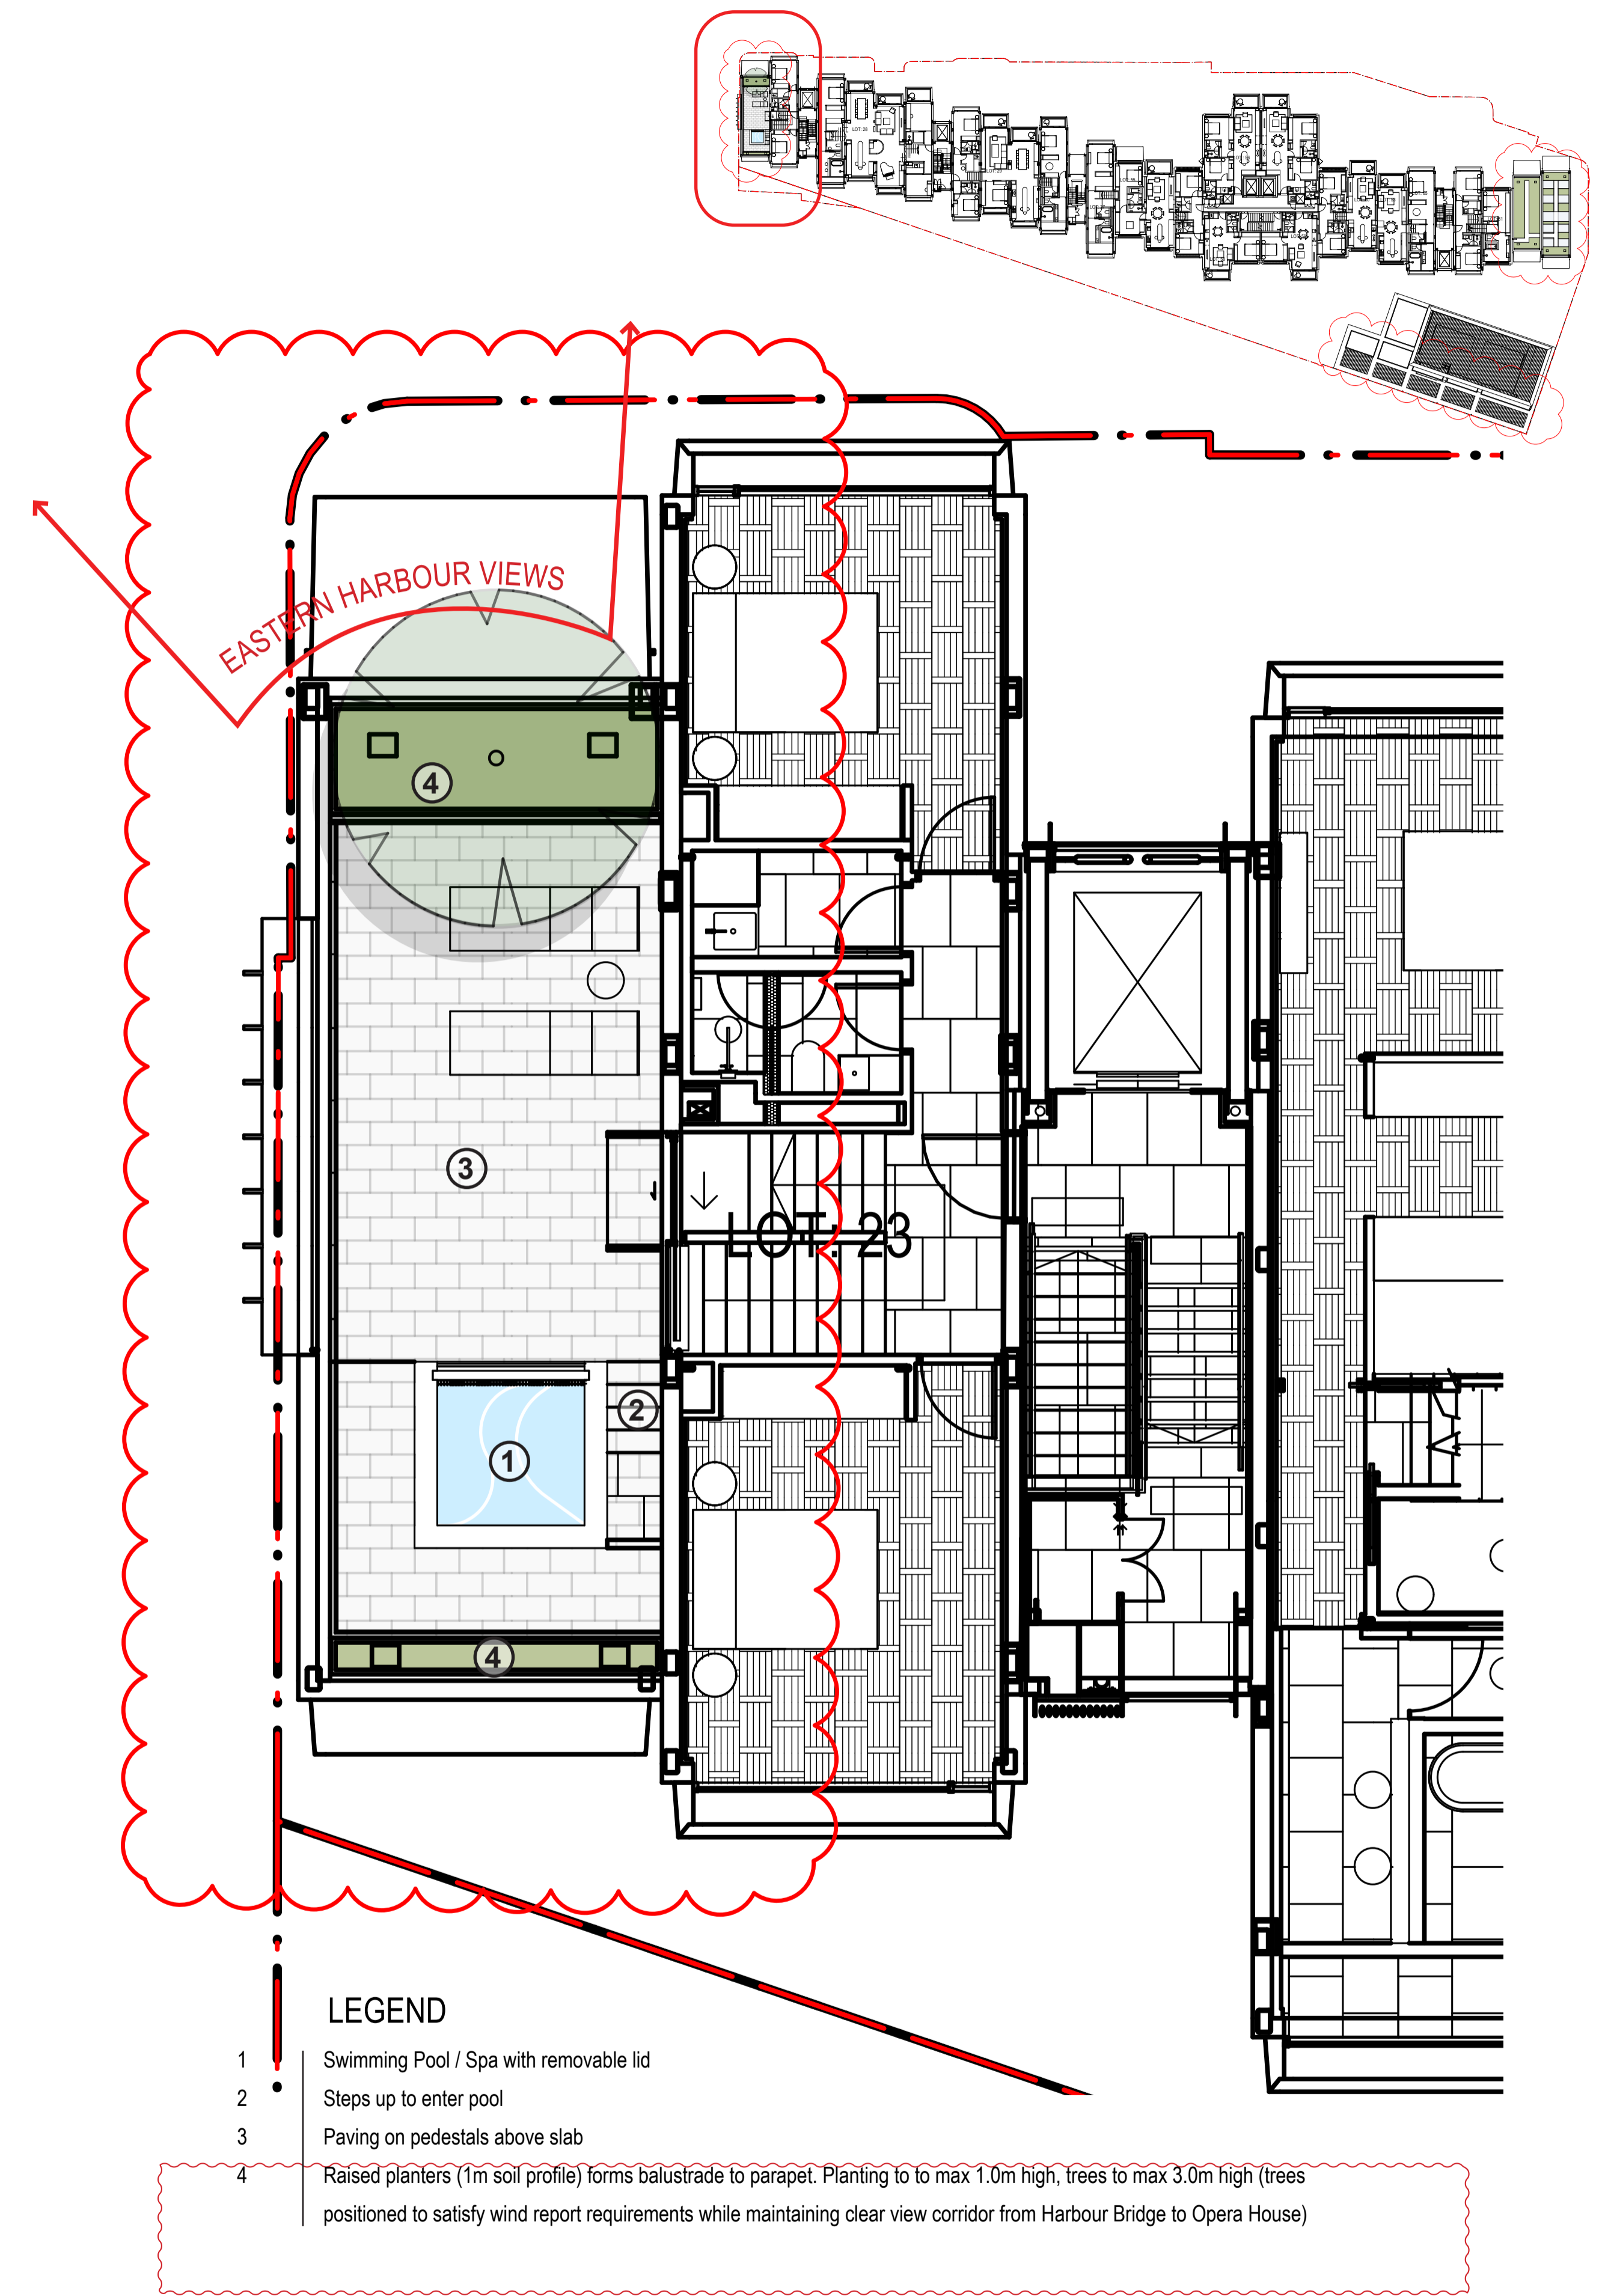 LOT: 28
EASTERN HARBOUR VIEWS
4
3
LOT: 23
2
1
4
LEGEND
1 Swimming Pool / Spa with removable lid
2 Steps up to enter pool
3 Paving on pedestals above slab
4 Raised planters (1m soil profile) forms balustrade to parapet. Planting to to max 1.0m high, trees to max 3.0m high (trees
positioned to satisfy wind report requirements while maintaining clear view corridor from Harbour Bridge to Opera House)